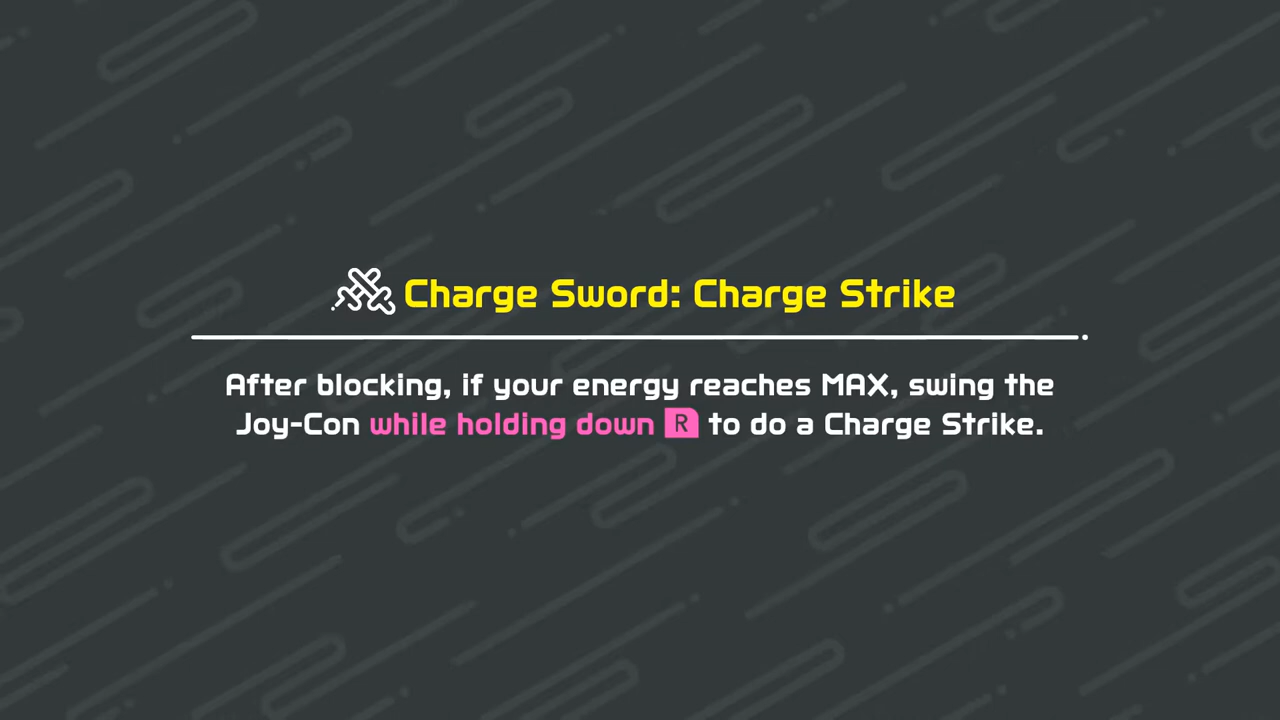 Charge Sword: Charge Strike
After blocking, if your energy reaches MAX, swing the
Joy-Con while holding down R to do a Charge Strike.